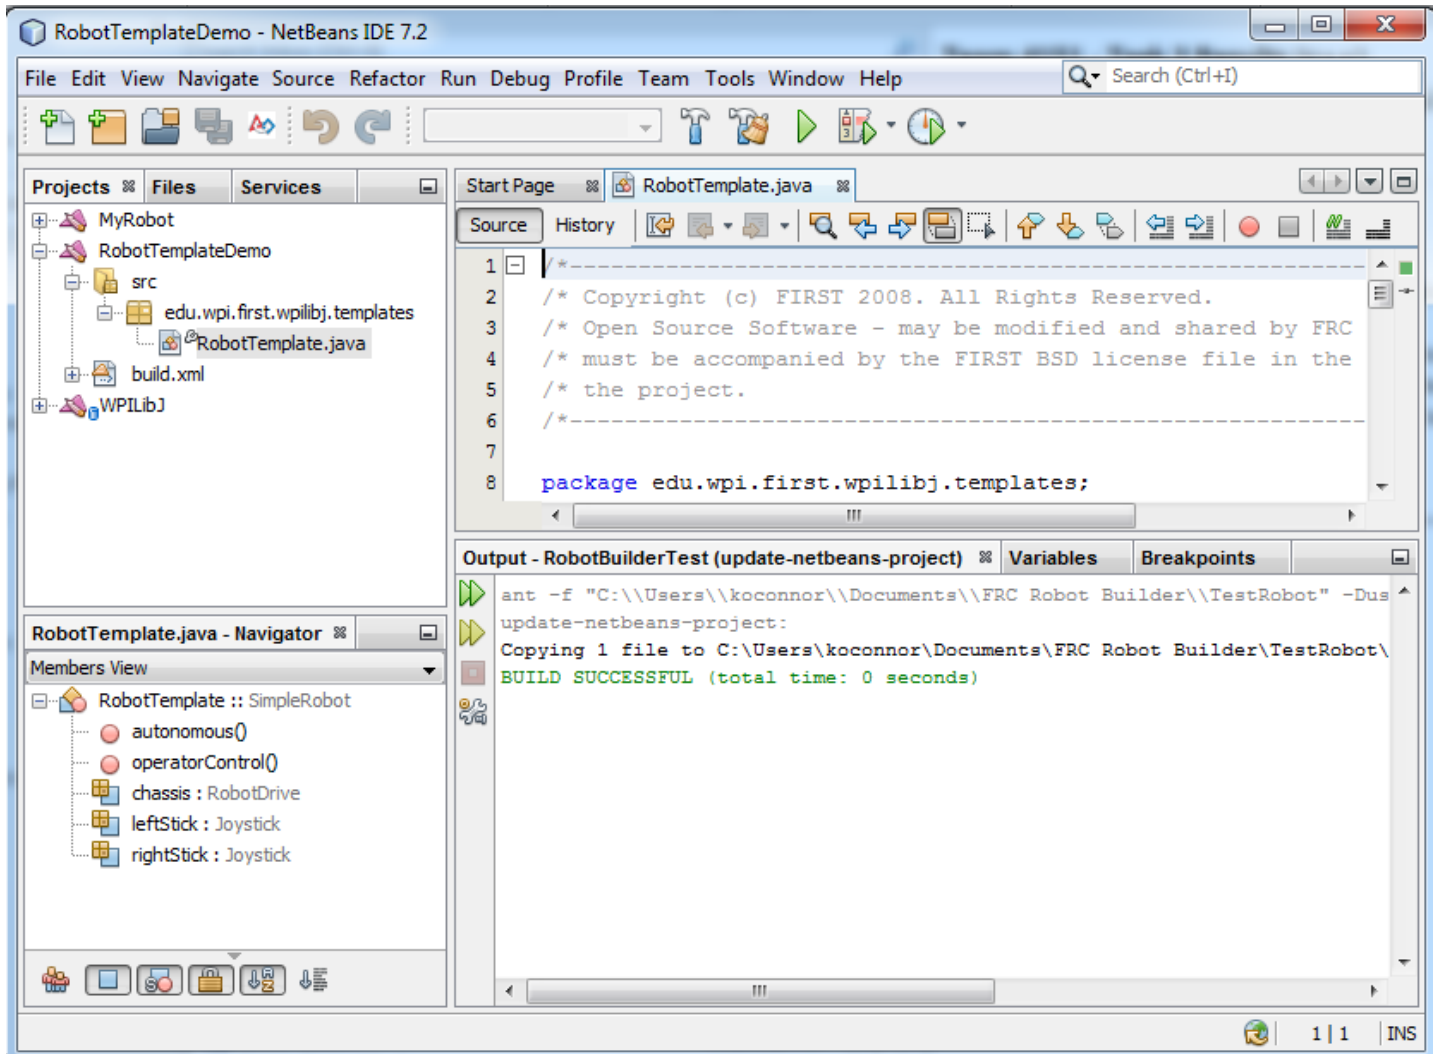 RobotTemplateDemo - NetBeans IDE 7.2
File Edit View Navigate Source Refactor Run Debug Profile Team Tools Window Help
Search (Ctrl+I)
Projects Files Services
MyRobot
RobotTemplateDemo
src
edu.wpi.first.wpilibj.templates
RobotTemplate.java
build.xml
WPILibJ
RobotTemplate.java - Navigator
Members View
RobotTemplate :: SimpleRobot
autonomous()
operatorControl()
chassis : RobotDrive
leftStick : Joystick
rightStick : Joystick
Start Page RobotTemplate.java
Source History
1 /*----------------------------------------------------------
2 /* Copyright (c) FIRST 2008. All Rights Reserved.
3 /* Open Source Software - may be modified and shared by FRC
4 /* must be accompanied by the FIRST BSD license file in the
5 /* the project.
6 /*----------------------------------------------------------
7
8 package edu.wpi.first.wpilibj.templates;
Output - RobotBuilderTest (update-netbeans-project) Variables Breakpoints
ant -f "C:\\Users\\koconnor\\Documents\\FRC Robot Builder\\TestRobot" -Dus
update-netbeans-project:
Copying 1 file to C:\Users\koconnor\Documents\FRC Robot Builder\TestRobot\
BUILD SUCCESSFUL (total time: 0 seconds)
1 | 1 INS